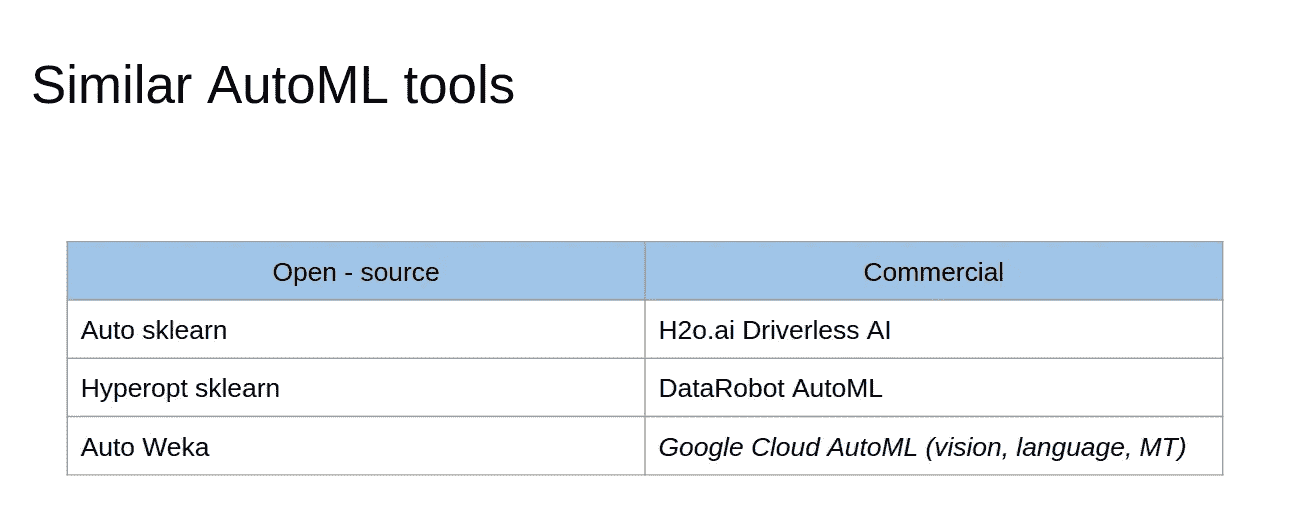 Similar AutoML tools
Open - source
Commercial
Auto sklearn
H2o.ai Driverless AI
Hyperopt sklearn
DataRobot AutoML
Auto Weka
Google Cloud AutoML (vision, language, MT)